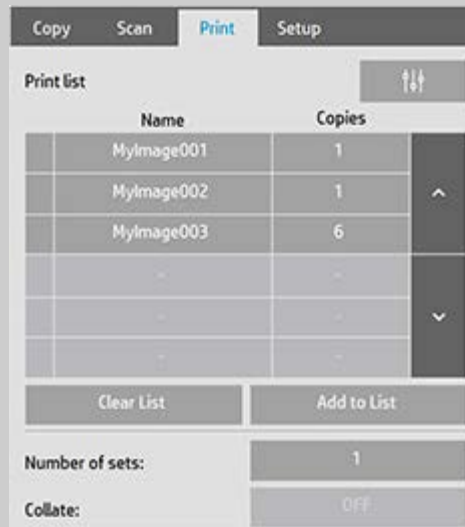 Copy Scan Print Setup
Print list
Name Copies
MyImage001 1
MyImage002 1
MyImage003 6
- -
- -
- -
Clear List Add to List
Number of sets: 1
Collate: OFF